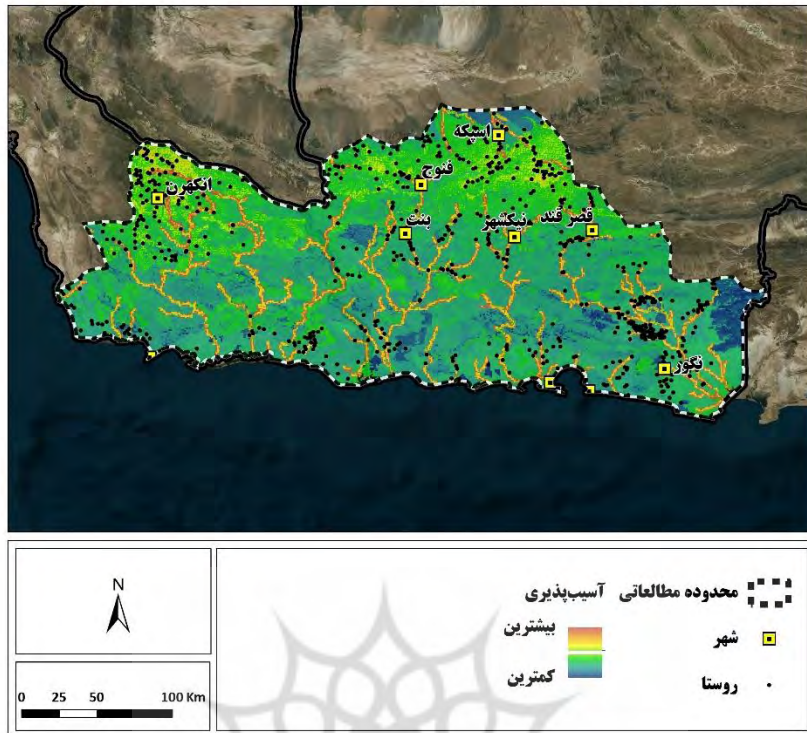 اسپکه
فنوج
انگهرن
بنت
نیکشهر
قصر قند
نگور
N
0 25 50 100 Km
محدوده مطالعاتی
شهر
روستا
آسیب‌پذیری
بیشترین
کمترین